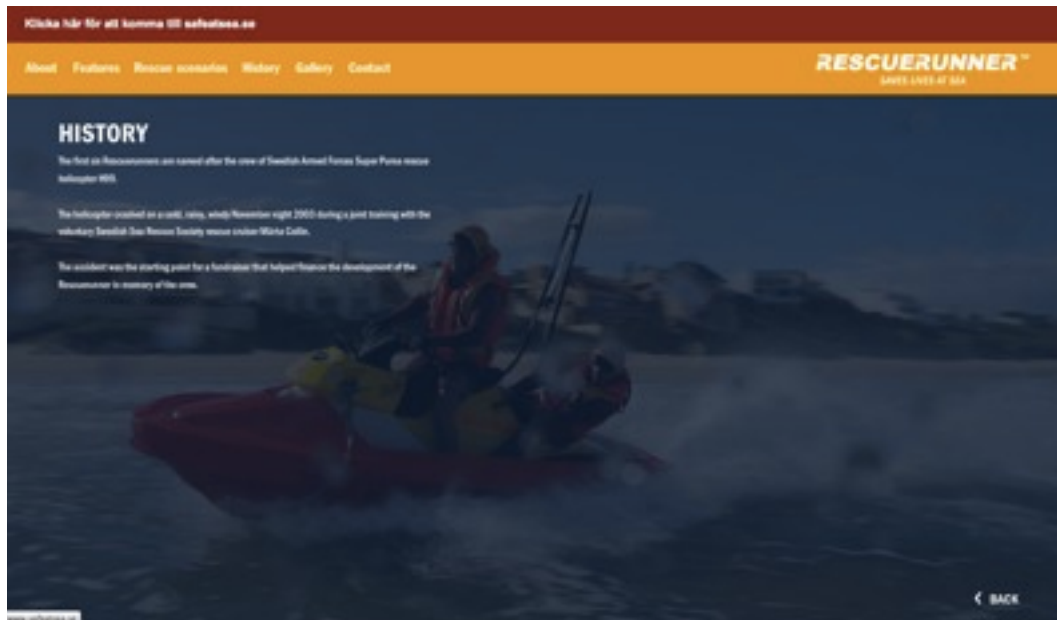 Klicka här för att komma till safeatsea.se
About Features Rescue scenarios History Gallery Contact
RESCUERUNNER™
SAVES LIVES AT SEA
HISTORY
The first six Rescuerunners are named after the crew of Swedish Armed Forces Super Puma rescue
helicopter
The helicopter crashed on a cold, rainy, windy November night 2003 during a joint training with the
voluntary Swedish Sea Rescue Society rescue cruiser Märta Collin.
The accident was the starting point for a fundraiser that helped finance the development of the
Rescuerunner in memory of the crew.
< BACK